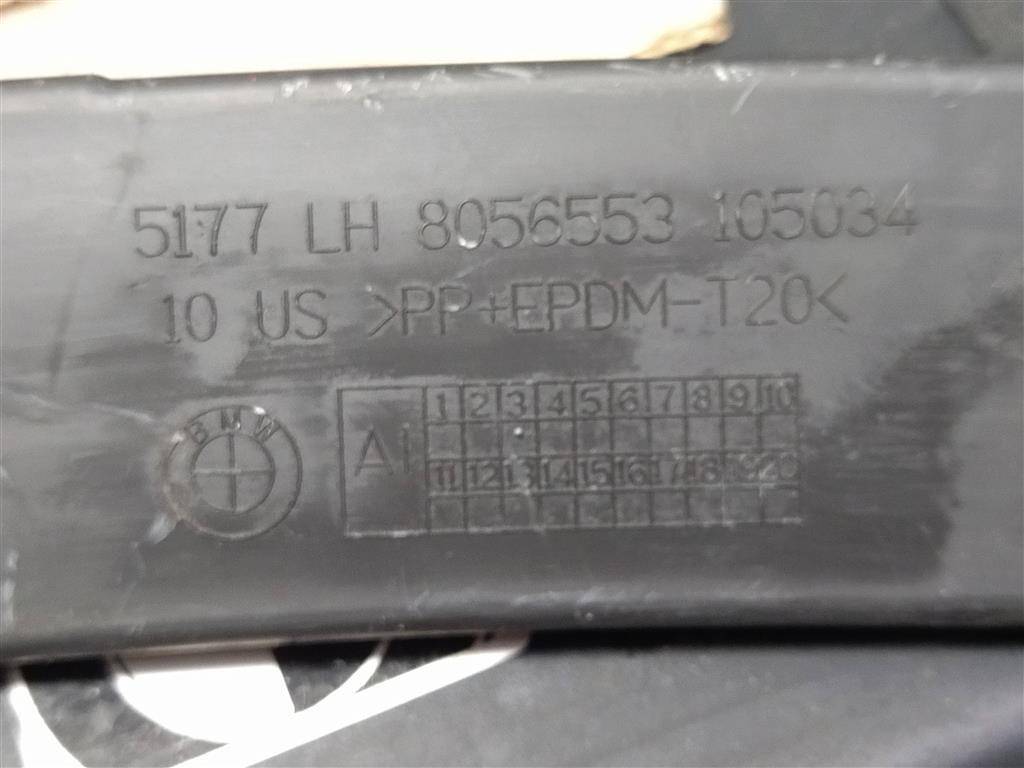 5177 LH 8056553 105034
10 US >PP+EPDM-T20<
BMW
AI
1 2 3 4 5 6 7 8 9 10
11 12 13 14 15 16 17 18 19 20